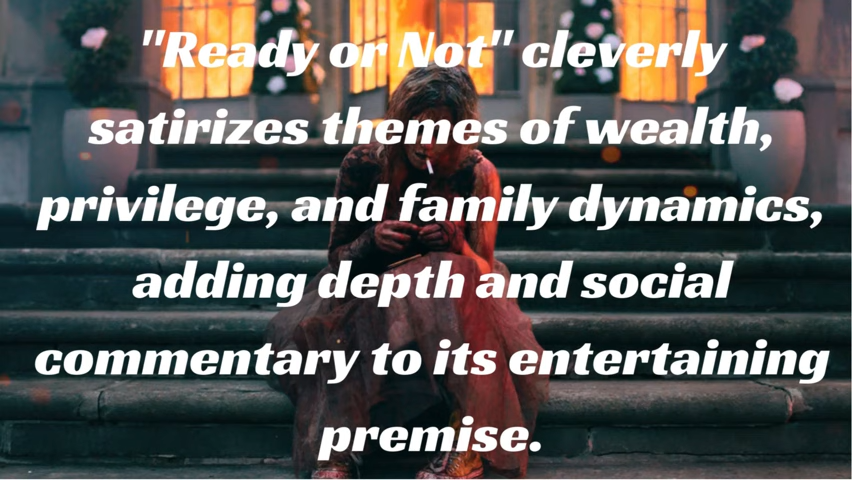 "Ready or Not" cleverly
satirizes themes of wealth,
privilege, and family dynamics,
adding depth and social
commentary to its entertaining
premise.